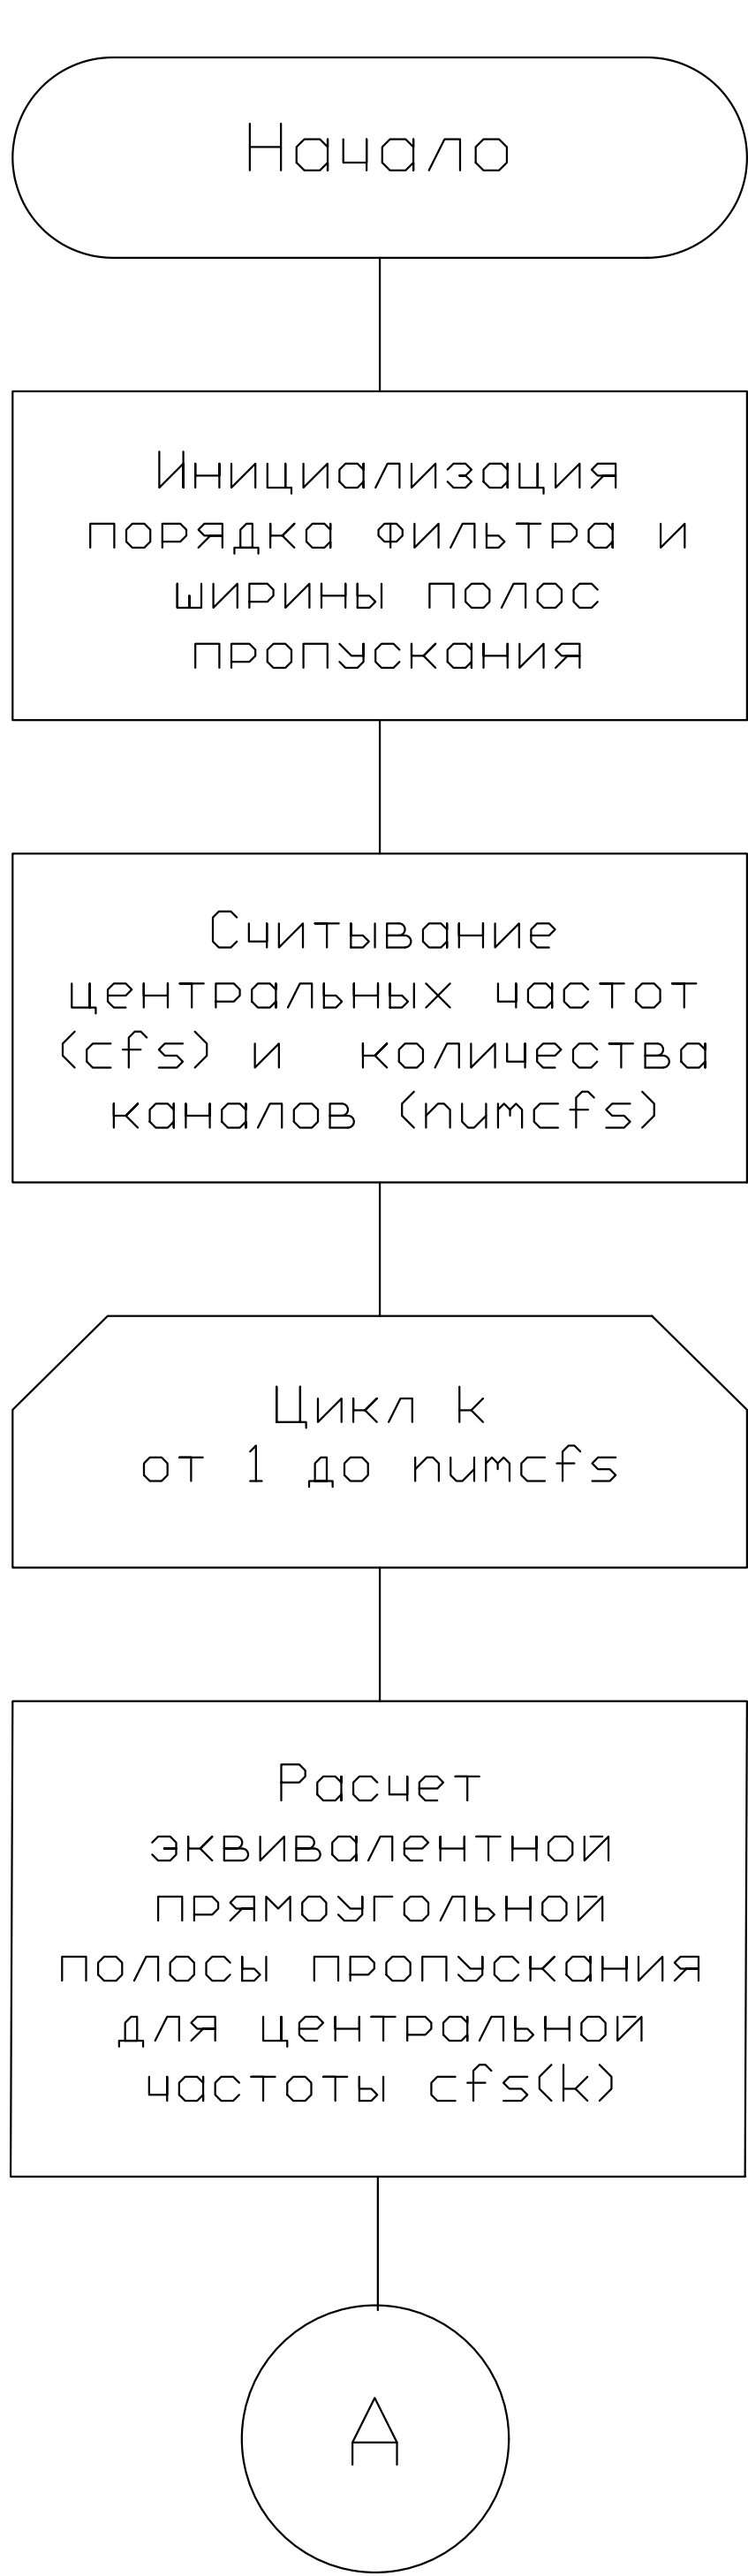 Начало
Инициализация
порядка фильтра и
ширины полос
пропускания
Считывание
центральных частот
(cfs) и количества
каналов (numcfs)
Цикл k
от 1 до numcfs
Расчет
эквивалентной
прямоугольной
полосы пропускания
для центральной
частоты cfs(k)
А